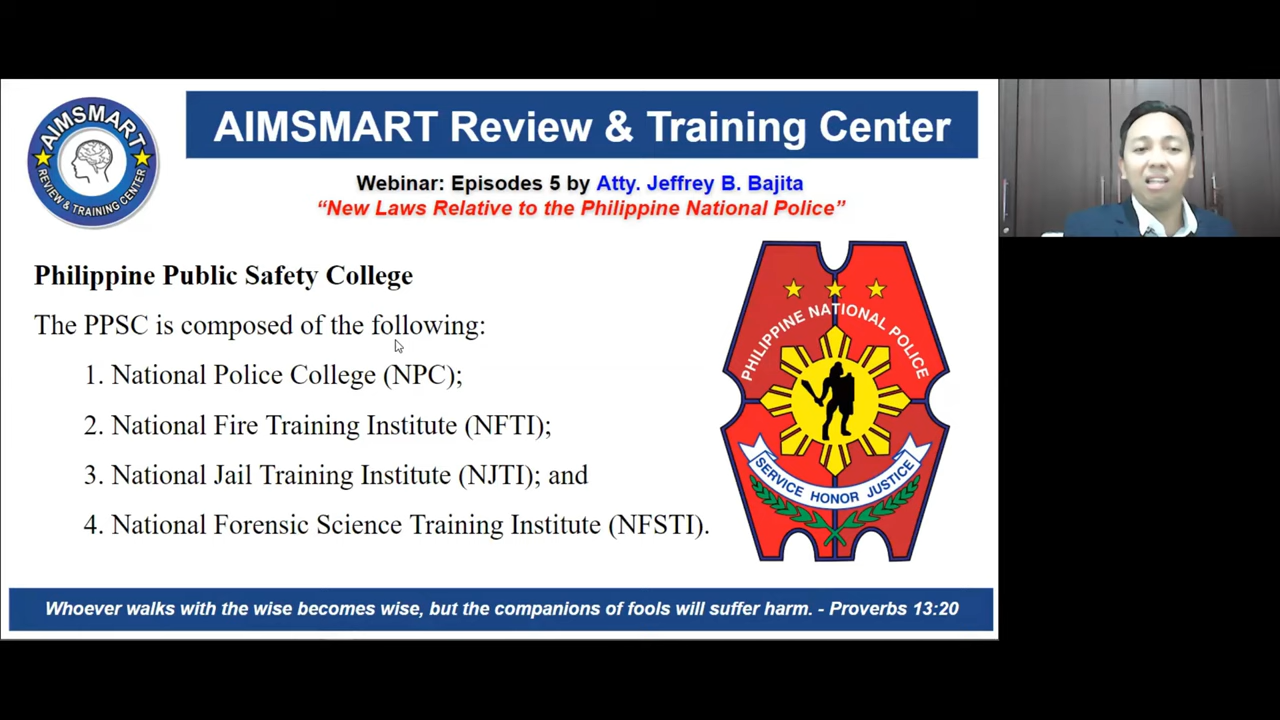 AIMSMART
REVIEW & TRAINING CENTER
AIMSMART Review & Training Center
Webinar: Episodes 5 by Atty. Jeffrey B. Bajita
“New Laws Relative to the Philippine National Police”
Philippine Public Safety College
The PPSC is composed of the following:
1. National Police College (NPC);
2. National Fire Training Institute (NFTI);
3. National Jail Training Institute (NJTI); and
4. National Forensic Science Training Institute (NFSTI).
PHILIPPINE NATIONAL POLICE
SERVICE HONOR JUSTICE
Whoever walks with the wise becomes wise, but the companions of fools will suffer harm. - Proverbs 13:20